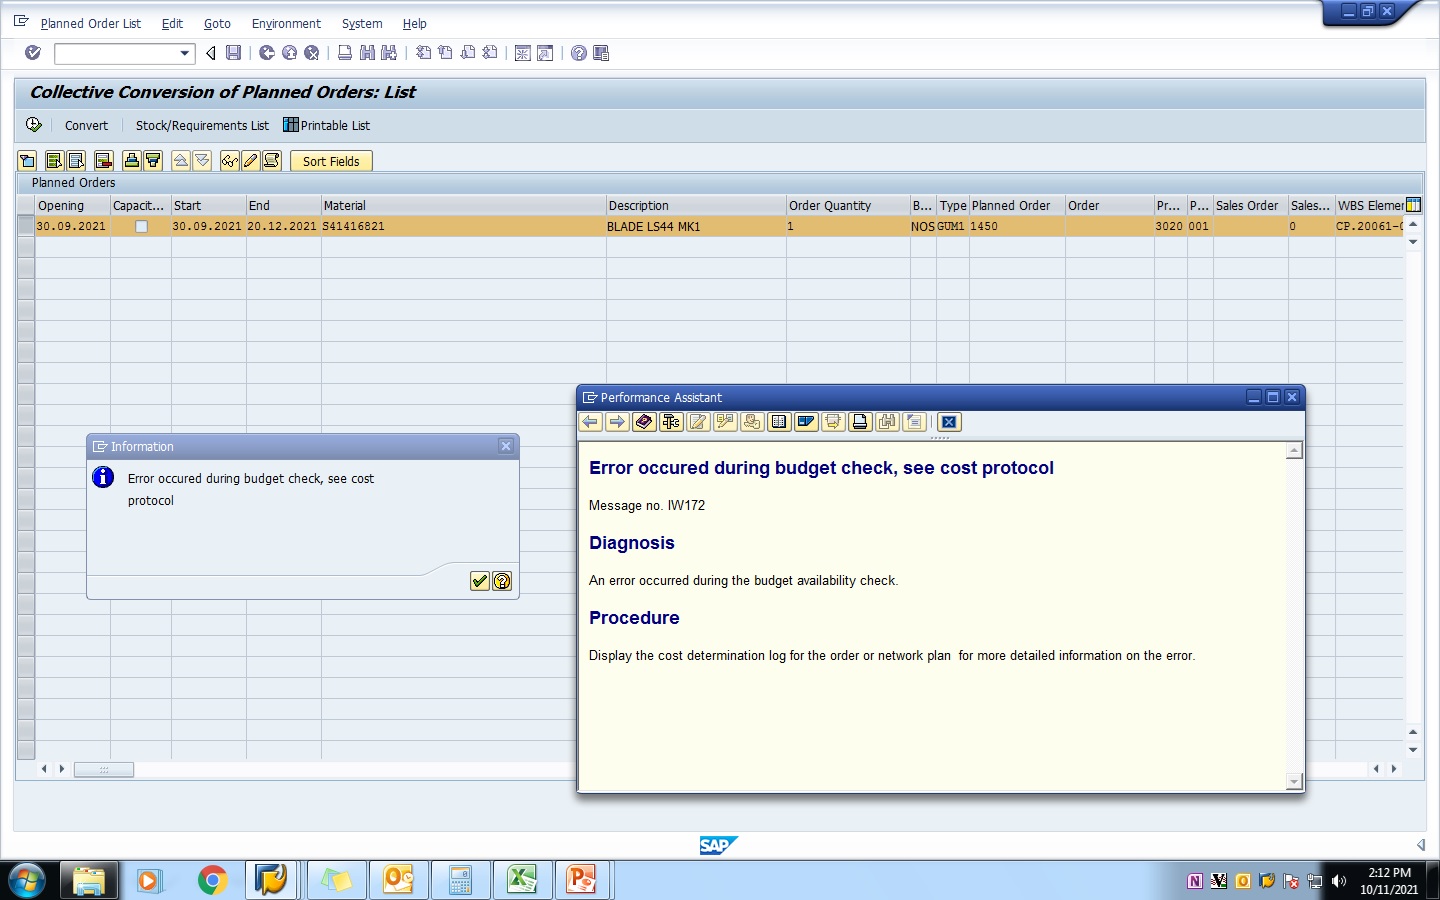 Planned Order List Edit Goto Environment System Help
Collective Conversion of Planned Orders: List
Convert Stock/Requirements List Printable List
Sort Fields
Planned Orders
Opening Capacit... Start End Material Description Order Quantity B... Type Planned Order Order Pr... P... Sales Order Sales... WBS Elemer
30.09.2021 30.09.2021 20.12.2021 S41416821 BLADE LS44 MK1 1 NOS GUM1 1450 3020 001 0 CP.20061-0
Information
Error occured during budget check, see cost
protocol
Performance Assistant
Error occured during budget check, see cost protocol
Message no. IW172
Diagnosis
An error occurred during the budget availability check.
Procedure
Display the cost determination log for the order or network plan for more detailed information on the error.
SAP
2:12 PM
10/11/2021